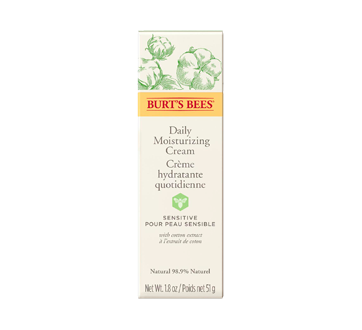 BURT'S BEES
Daily
Moisturizing
Cream
Crème
hydratante
quotidienne
SENSITIVE
POUR PEAU SENSIBLE
with cotton extract
à l'extrait de coton
Natural 98.9% Naturel
Net Wt. 1.8 oz / Poids net 51 g